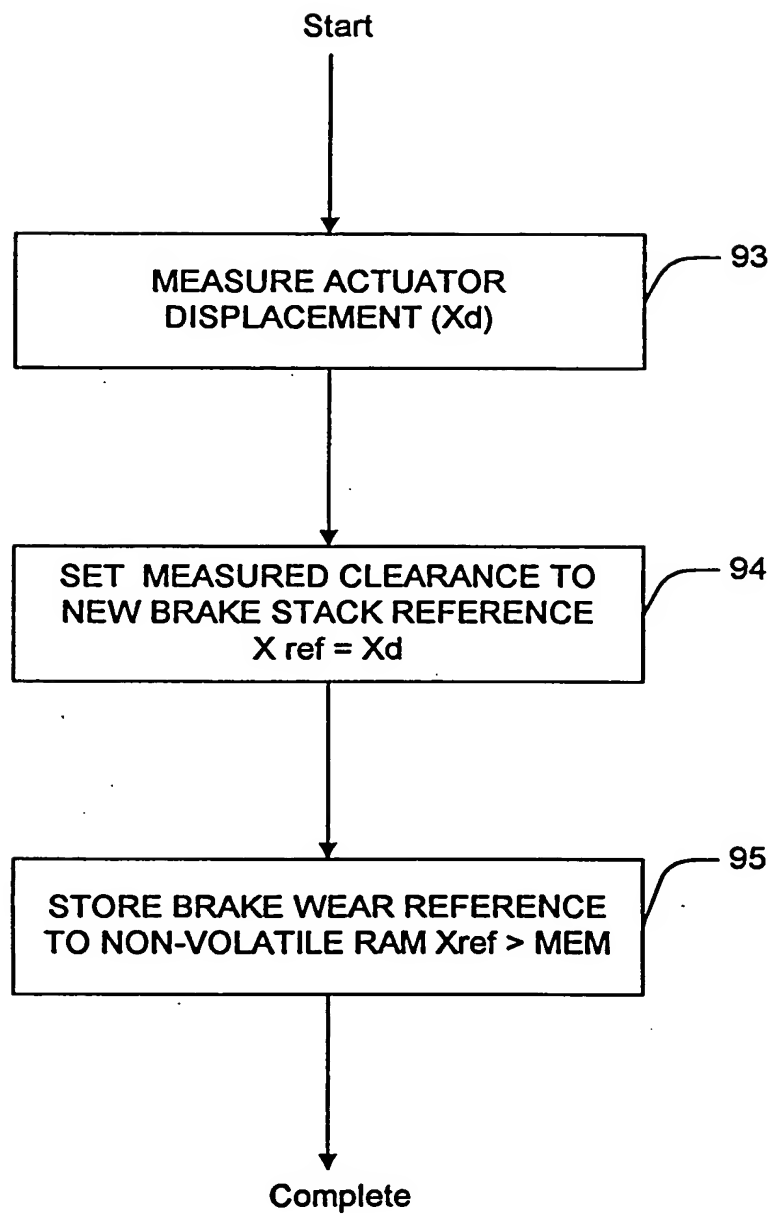 Start
MEASURE ACTUATOR
DISPLACEMENT (Xd)
93
SET MEASURED CLEARANCE TO
NEW BRAKE STACK REFERENCE
X ref = Xd
94
STORE BRAKE WEAR REFERENCE
TO NON-VOLATILE RAM Xref > MEM
95
Complete